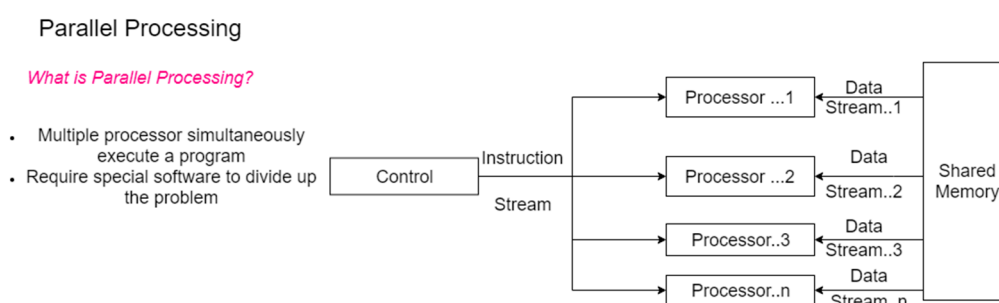 Parallel Processing
What is Parallel Processing?
• Multiple processor simultaneously
execute a program
• Require special software to divide up
the problem
Control
Instruction
Stream
Processor ...1
Data
Stream..1
Processor ...2
Data
Stream..2
Processor..3
Data
Stream..3
Processor..n
Data
Stream..n
Shared
Memory